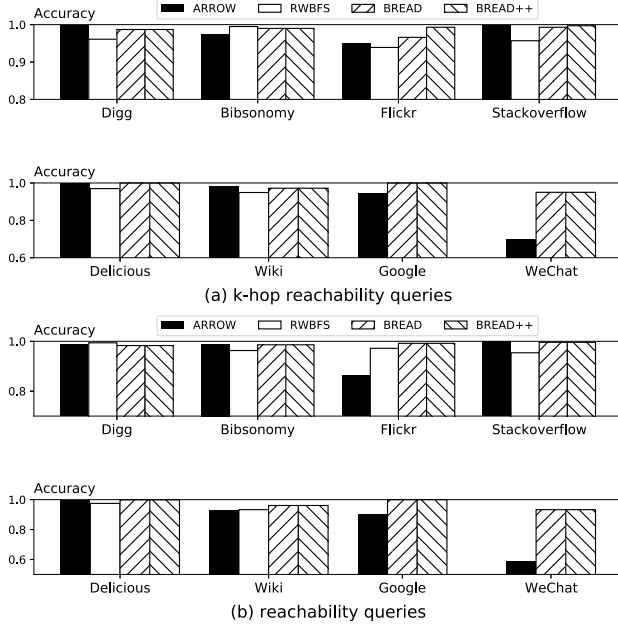 Accuracy
ARROW RWBFS BREAD BREAD++
1.0
0.9
0.8
Digg Bibsonomy Flickr Stackoverflow
Accuracy
1.0
0.8
0.6
Delicious Wiki Google WeChat
(a) k-hop reachability queries
Accuracy
ARROW RWBFS BREAD BREAD++
1.0
0.8
Digg Bibsonomy Flickr Stackoverflow
Accuracy
1.0
0.8
0.6
Delicious Wiki Google WeChat
(b) reachability queries